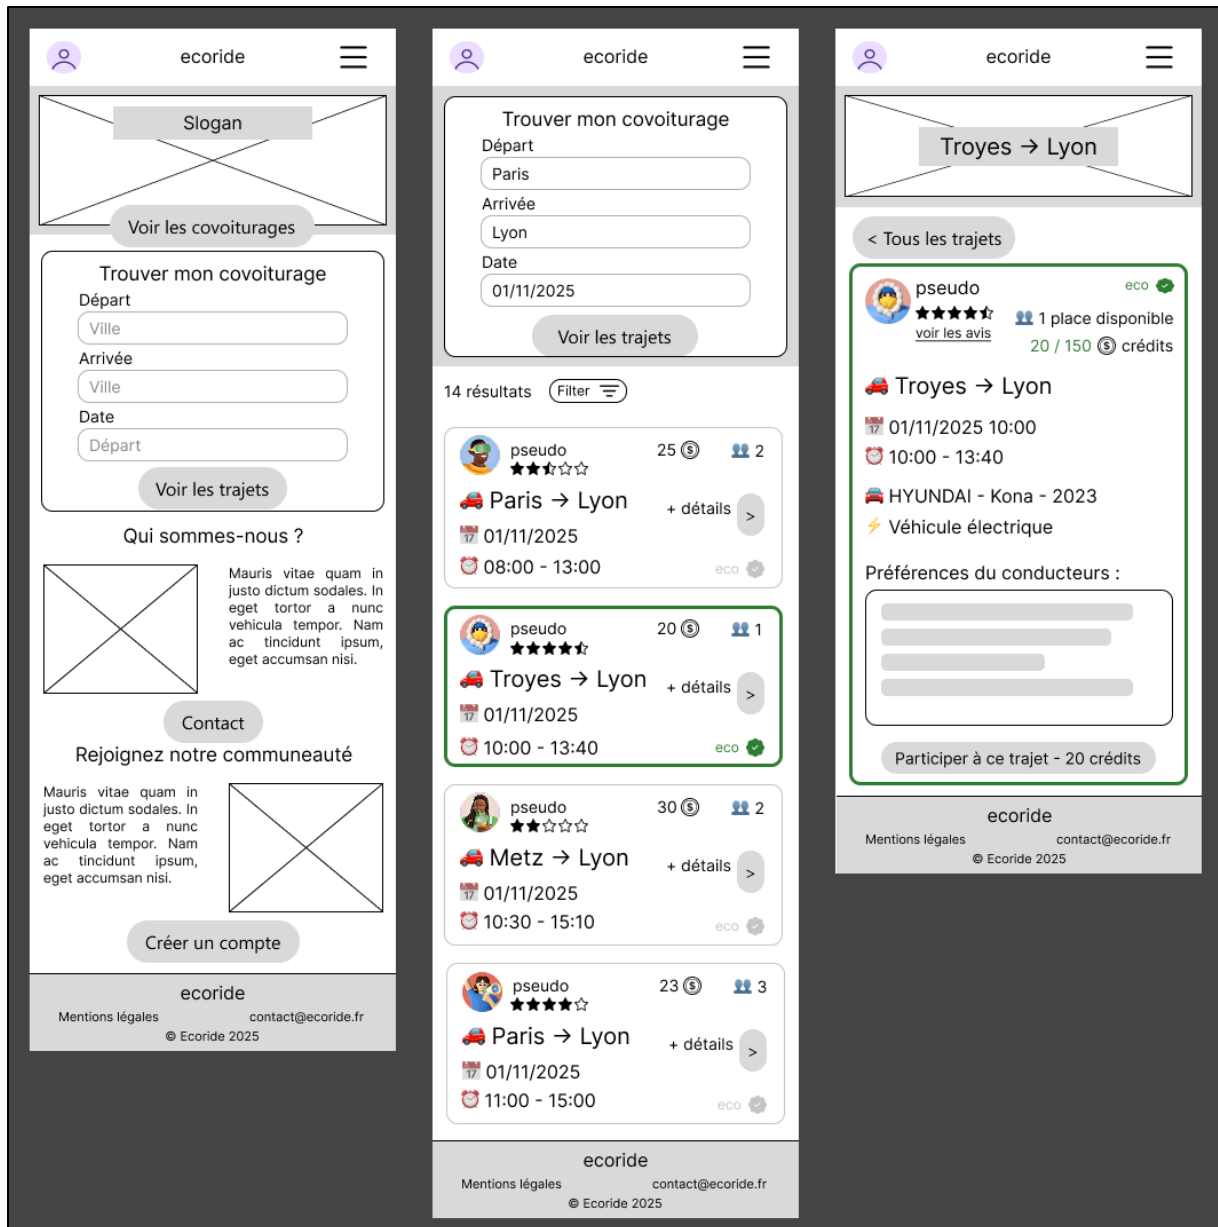 ecoride
Slogan
Voir les covoiturages
Trouver mon covoiturage
Départ
Ville
Arrivée
Ville
Date
Départ
Voir les trajets
Qui sommes-nous ?
Mauris vitae quam in
justo dictum sodales. In
eget tortor a nunc
vehicula tempor. Nam
ac tincidunt ipsum,
eget accumsan nisi.
Contact
Rejoignez notre communeauté
Mauris vitae quam in
justo dictum sodales. In
eget tortor a nunc
vehicula tempor. Nam
ac tincidunt ipsum,
eget accumsan nisi.
Créer un compte
ecoride
Mentions légales contact@ecoride.fr
© Ecoride 2025
ecoride
Trouver mon covoiturage
Départ
Paris
Arrivée
Lyon
Date
01/11/2025
Voir les trajets
14 résultats Filter
pseudo 25 $ 2
Paris → Lyon
+ détails >
17 01/11/2025
08:00 - 13:00
eco
pseudo 20 $ 1
Troyes → Lyon
+ détails >
17 01/11/2025
10:00 - 13:40
eco
pseudo 30 $ 2
Metz → Lyon
+ détails >
17 01/11/2025
10:30 - 15:10
eco
pseudo 23 $ 3
Paris → Lyon
+ détails >
17 01/11/2025
11:00 - 15:00
eco
ecoride
Mentions légales contact@ecoride.fr
© Ecoride 2025
ecoride
Troyes → Lyon
< Tous les trajets
pseudo eco
1 place disponible
voir les avis
20 / 150 $ crédits
Troyes → Lyon
17 01/11/2025 10:00
10:00 - 13:40
HYUNDAI - Kona - 2023
Véhicule électrique
Préférences du conducteurs :
Participer à ce trajet - 20 crédits
ecoride
Mentions légales contact@ecoride.fr
© Ecoride 2025